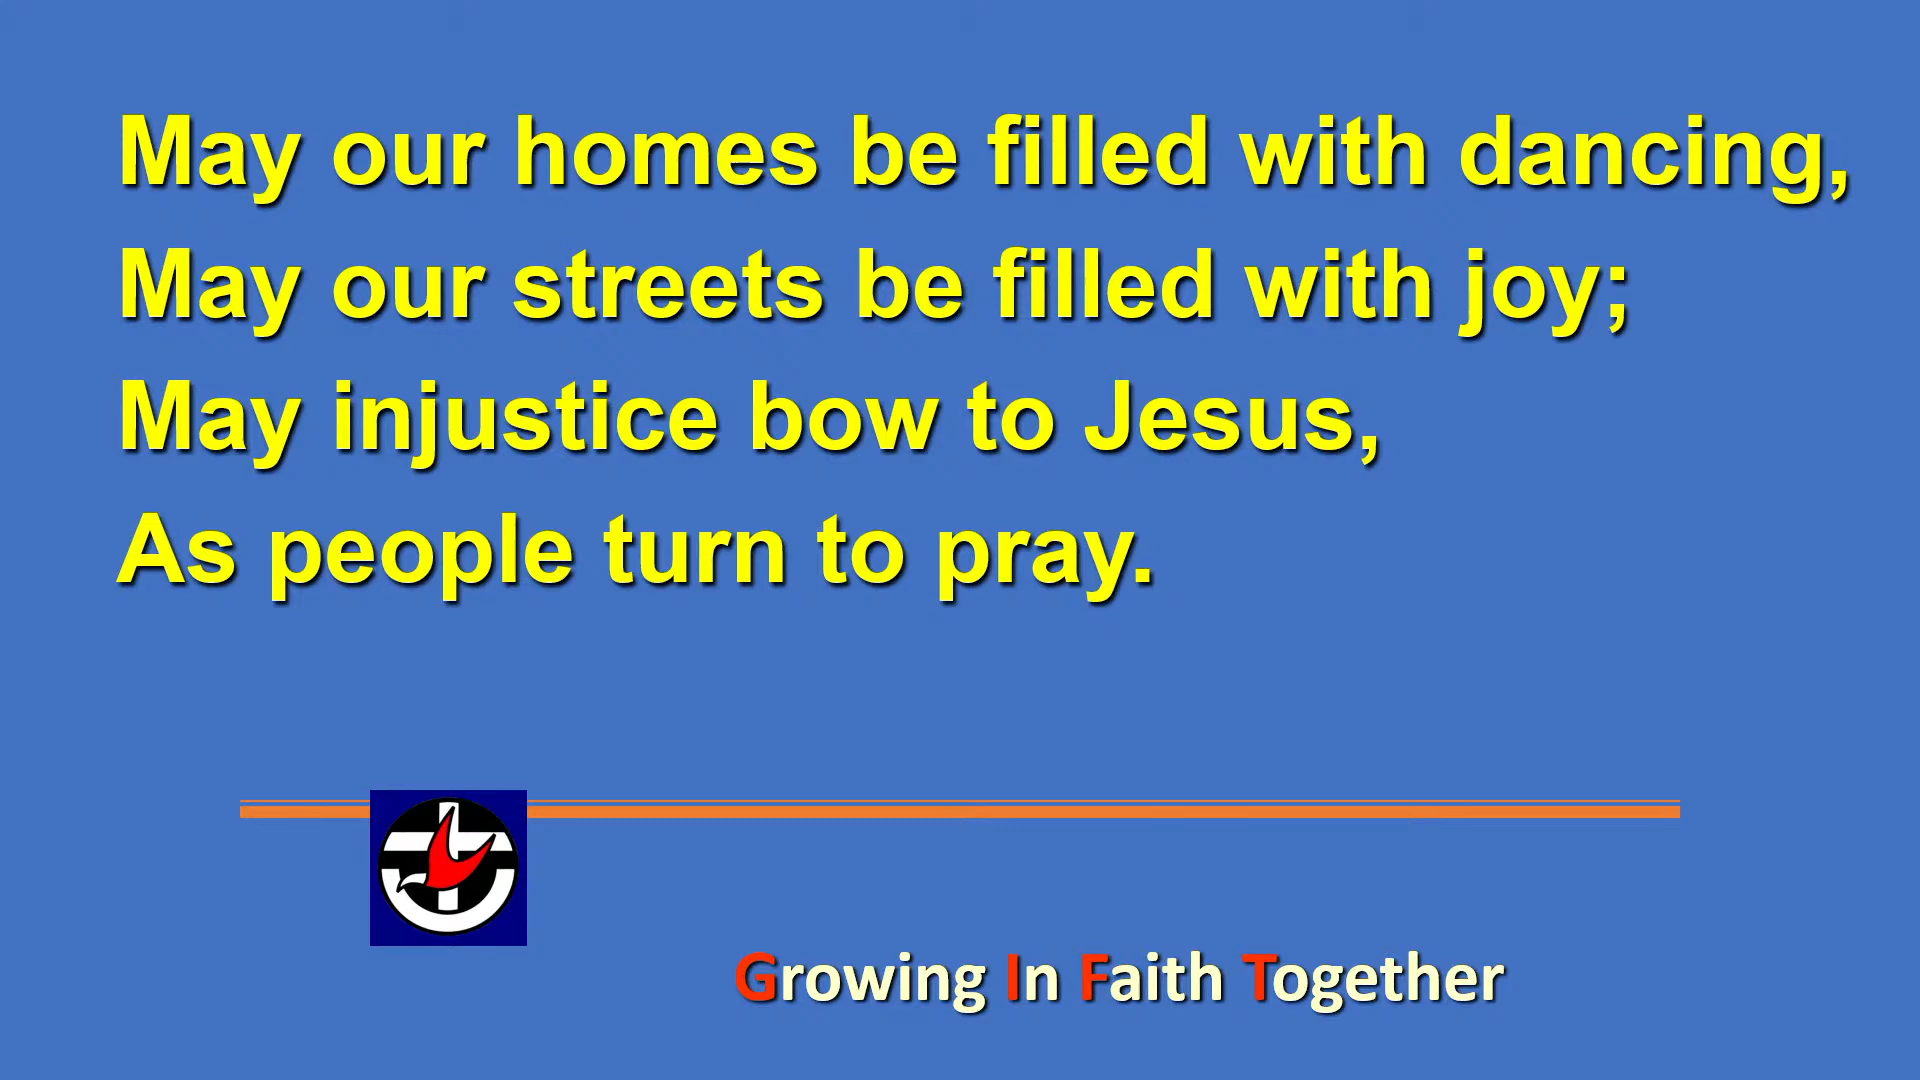 May our homes be filled with dancing,
May our streets be filled with joy;
May injustice bow to Jesus,
As people turn to pray.
Growing In Faith Together